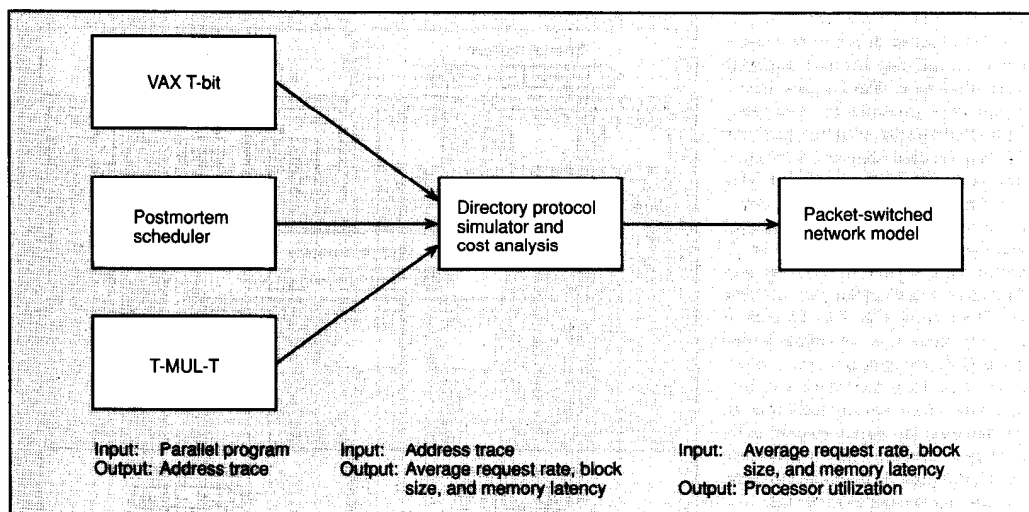 VAX T-bit
Postmortem
scheduler
T-MUL-T
Directory protocol
simulator and
cost analysis
Packet-switched
network model
Input: Parallel program
Output: Address trace
Input: Address trace
Output: Average request rate, block
size, and memory latency
Input: Average request rate, block
size, and memory latency
Output: Processor utilization